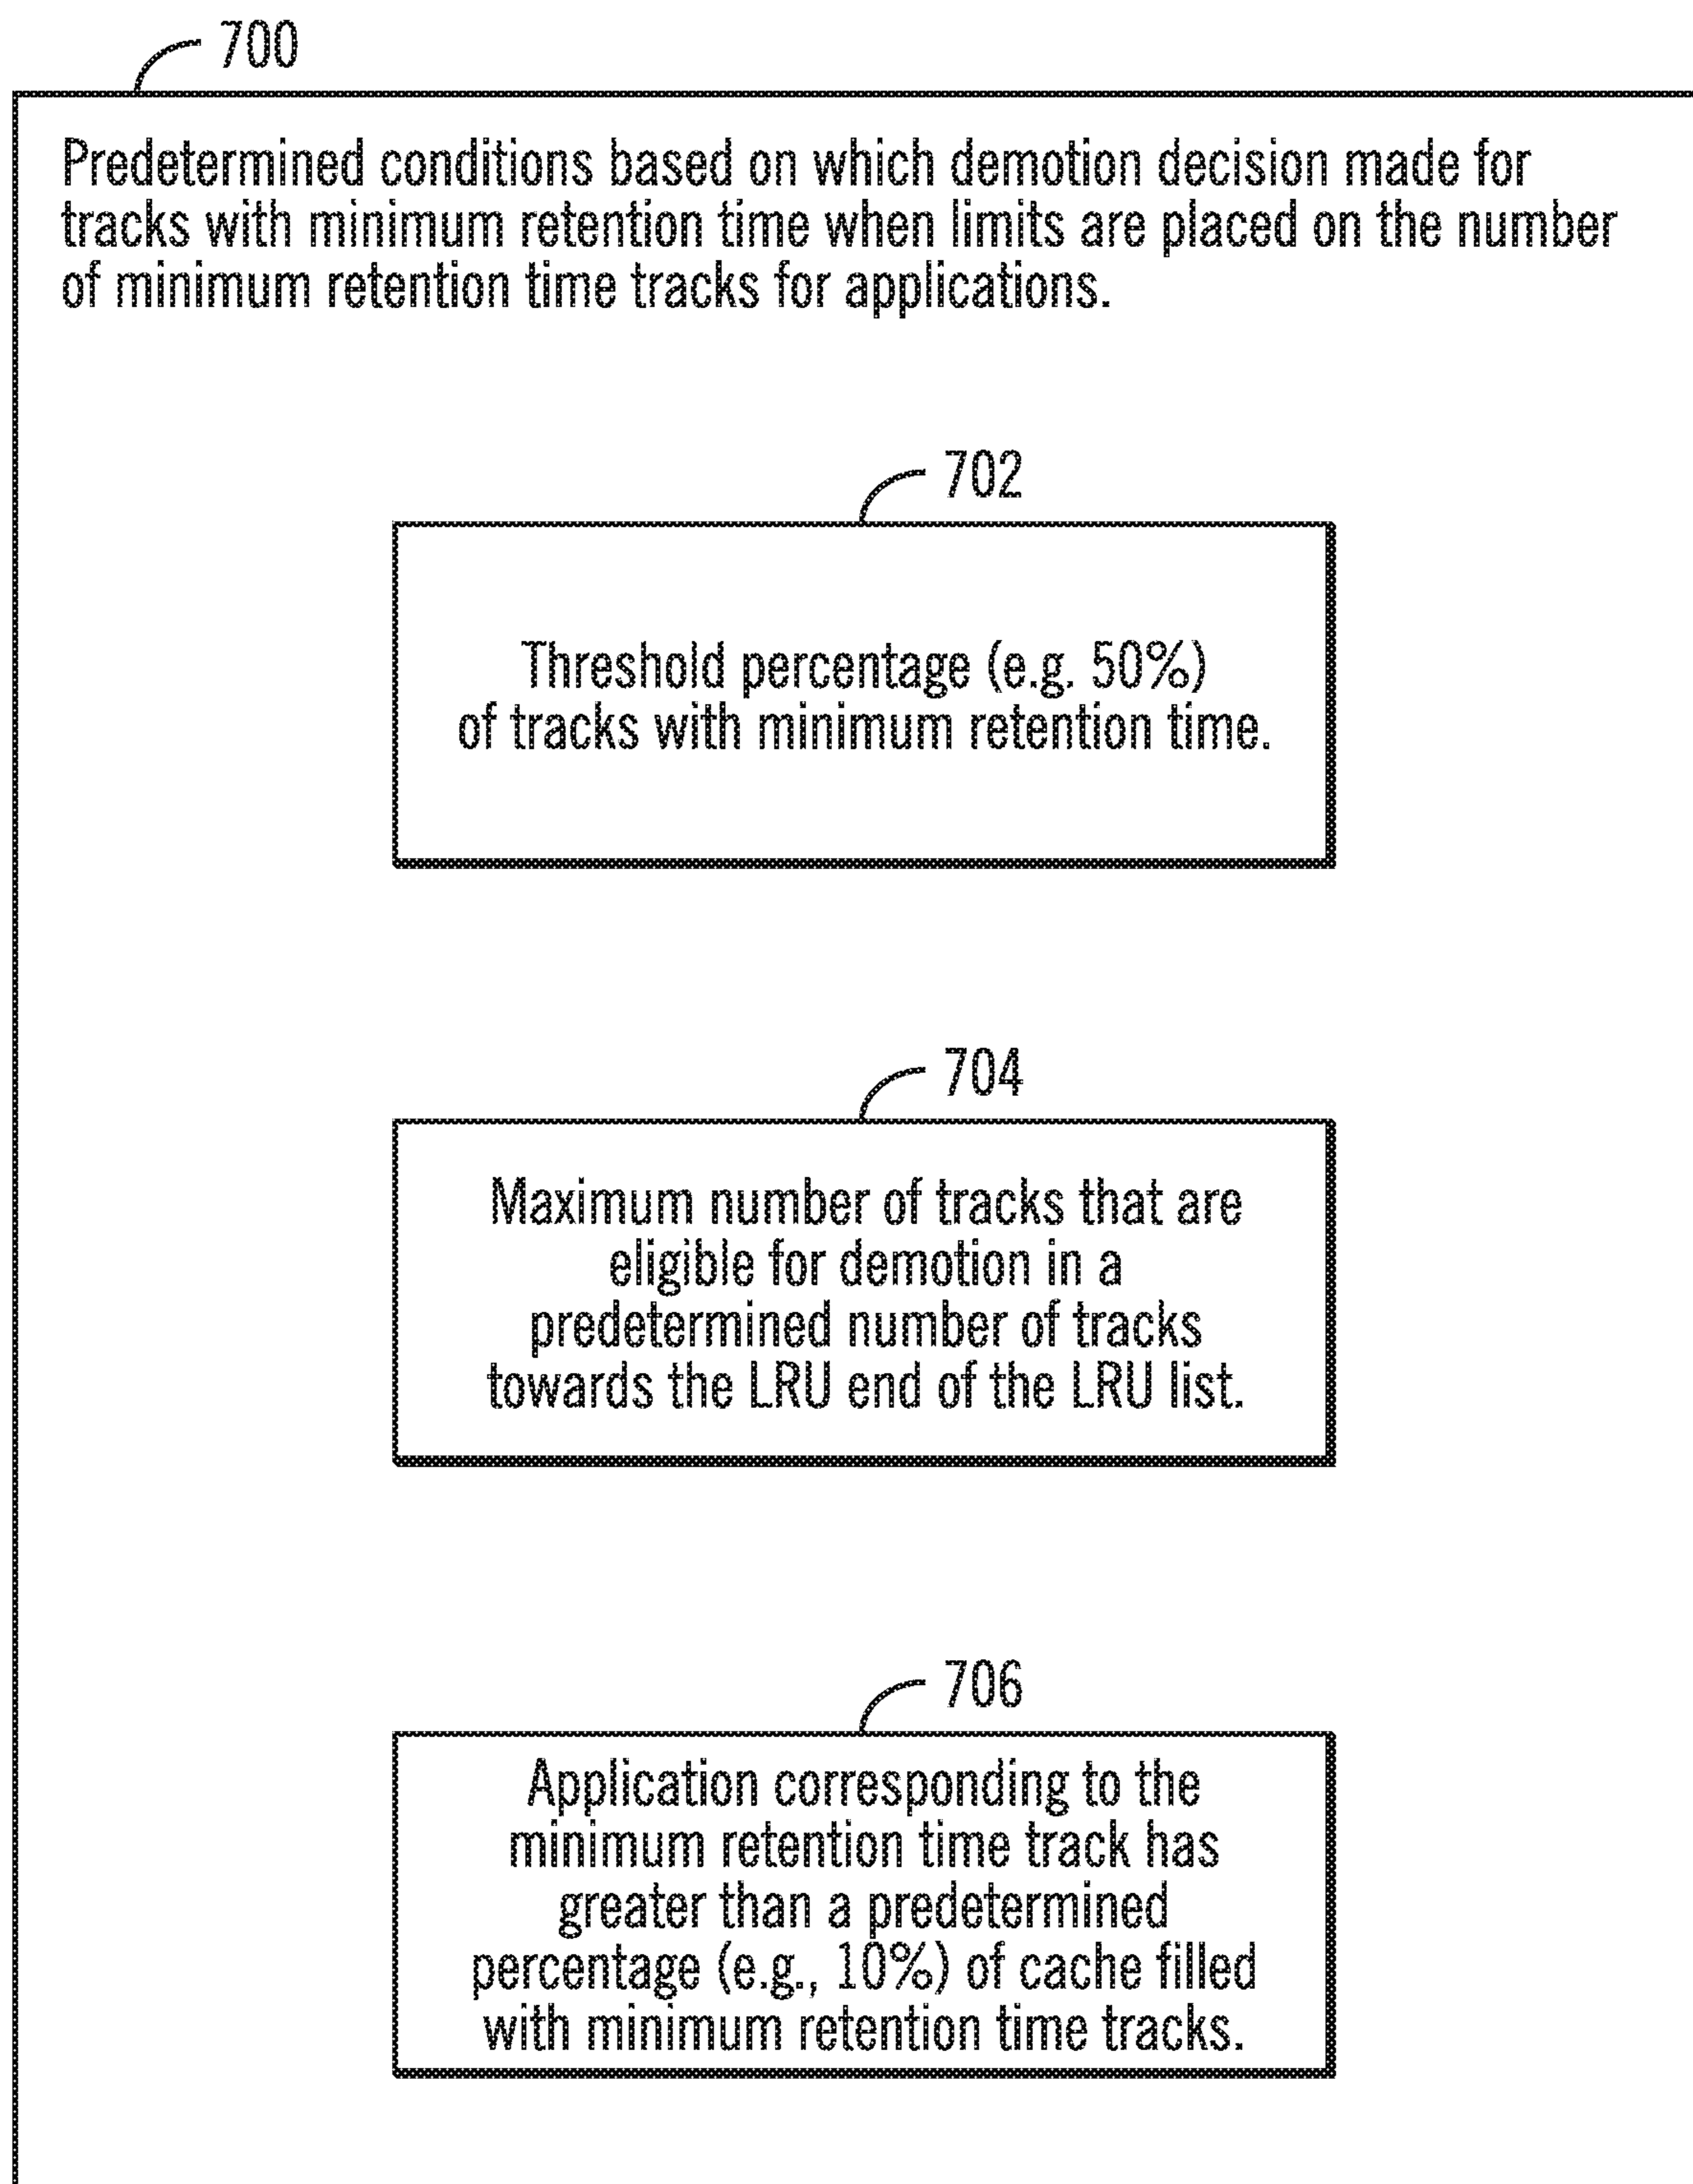 700
Predetermined conditions based on which demotion decision made for
tracks with minimum retention time when limits are placed on the number
of minimum retention time tracks for applications.
702
Threshold percentage (e.g. 50%)
of tracks with minimum retention time.
704
Maximum number of tracks that are
eligible for demotion in a
predetermined number of tracks
towards the LRU end of the LRU list.
706
Application corresponding to the
minimum retention time track has
greater than a predetermined
percentage (e.g., 10%) of cache filled
with minimum retention time tracks.